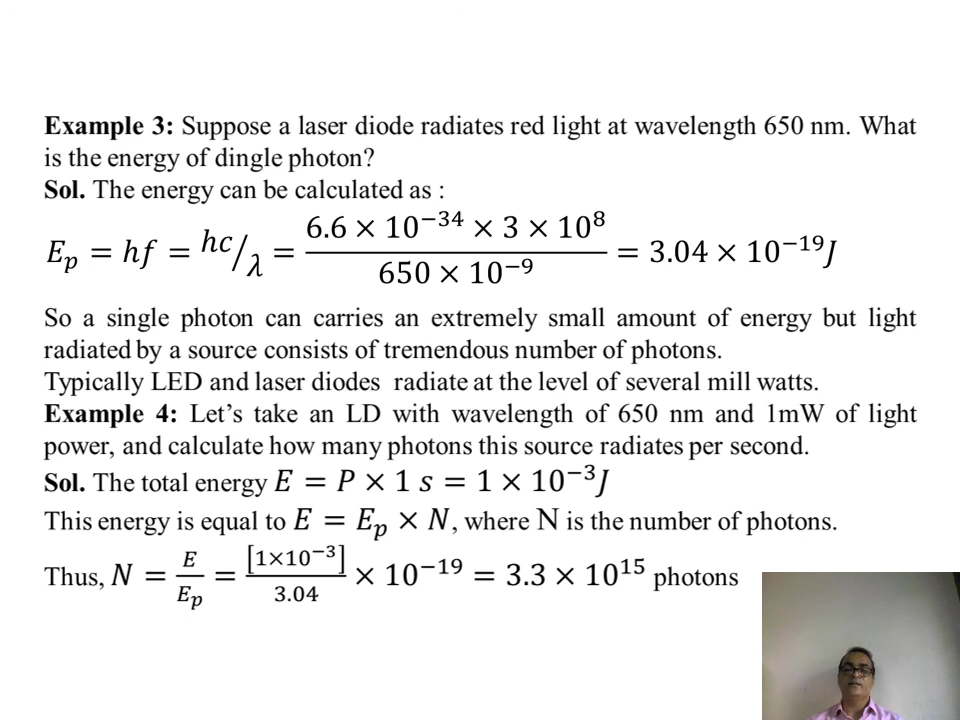 Example 3: Suppose a laser diode radiates red light at wavelength 650 nm. What
is the energy of dingle photon?
Sol. The energy can be calculated as :
E_p = hf = hc/λ = (6.6 × 10^−34 × 3 × 10^8)/(650 × 10^−9) = 3.04 × 10^−19 J
So a single photon can carries an extremely small amount of energy but light
radiated by a source consists of tremendous number of photons.
Typically LED and laser diodes radiate at the level of several mill watts.
Example 4: Let’s take an LD with wavelength of 650 nm and 1mW of light
power, and calculate how many photons this source radiates per second.
Sol. The total energy E = P × 1 s = 1 × 10^−3 J
This energy is equal to E = E_p × N, where N is the number of photons.
Thus, N = E/E_p = [1×10^−3]/3.04 × 10^−19 = 3.3 × 10^15 photons